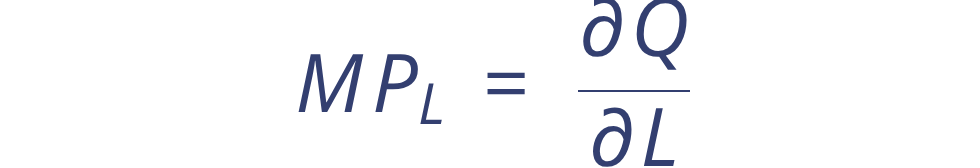 MP_L = ∂Q/∂L